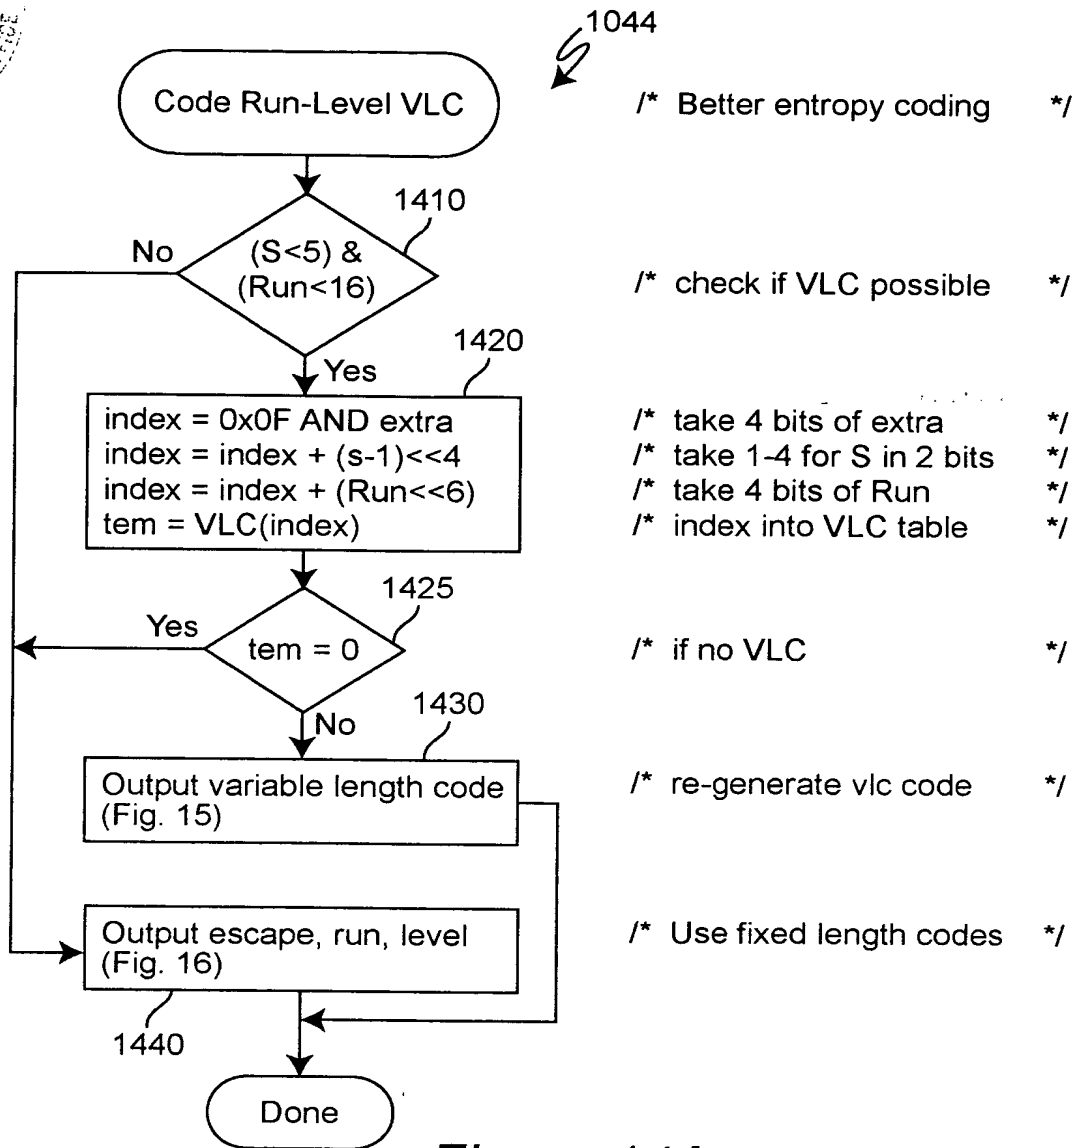 1044
Code Run-Level VLC /* Better entropy coding */
1410
No (S<5) &
(Run<16) /* check if VLC possible */
1420
Yes
index = 0x0F AND extra /* take 4 bits of extra */
index = index + (s-1)<<4 /* take 1-4 for S in 2 bits */
index = index + (Run<<6) /* take 4 bits of Run */
tem = VLC(index) /* index into VLC table */
1425
Yes tem = 0 /* if no VLC */
1430
No
Output variable length code /* re-generate vlc code */
(Fig. 15)
Output escape, run, level /* Use fixed length codes */
(Fig. 16)
1440
Done